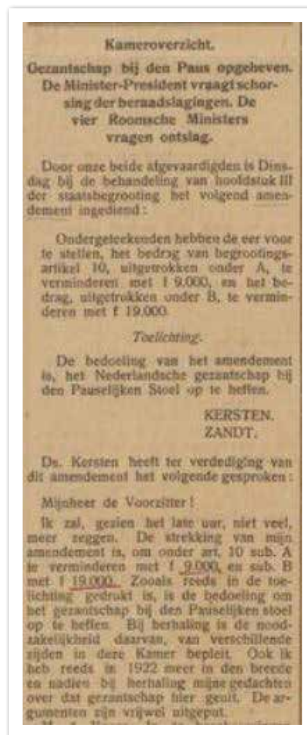 Kameroverzicht.
Gezantschap bij den Paus opgeheven.
De Minister-President vraagt schor-
sing der beraadslagingen. De
vier Roomsche Ministers
vragen ontslag.
Door onze beide afgevaardigden is Dins-
dag bij de behandeling van hoofdstuk III
der staatsbegrooting het volgend amen-
dement ingediend:
Ondergeteekenden hebben de eer voor
te stellen, het bedrag van begrootings-
artikel 10, uitgetrokken onder A, te
verminderen met f 9.000, en het be-
drag, uitgetrokken onder B, te vermin-
deren met f 19.000.
Toelichting.
De bedoeling van het amendement
is, het Nederlandsche gezantschap bij
den Pauselijken Stoel op te heffen.
KERSTEN.
ZANDT.
Ds. Kersten heeft ter verdediging van
dit amendement het volgende gesproken:
Mijnheer de Voorzitter!
Ik zal, gezien het late uur, niet veel,
meer zeggen. De strekking van mijn
amendement is, om onder art. 10 sub. A
te verminderen met f 9.000, en sub. B
met f 19.000. Zooals reeds in de toe-
lichting gedrukt is, is de bedoeling om
het gezantschap bij den Pauselijken stoel
op te heffen. Bij herhaling is de nood-
zakelijkheid daarvan, van verschillende
zijden in deze Kamer bepleit. Ook ik
heb reeds in 1922 meer in den breede
en nadien bij herhaling mijne gedachten
over dat gezantschap hier geuit. De ar-
gumenten zijn vrijwel uitgeput.